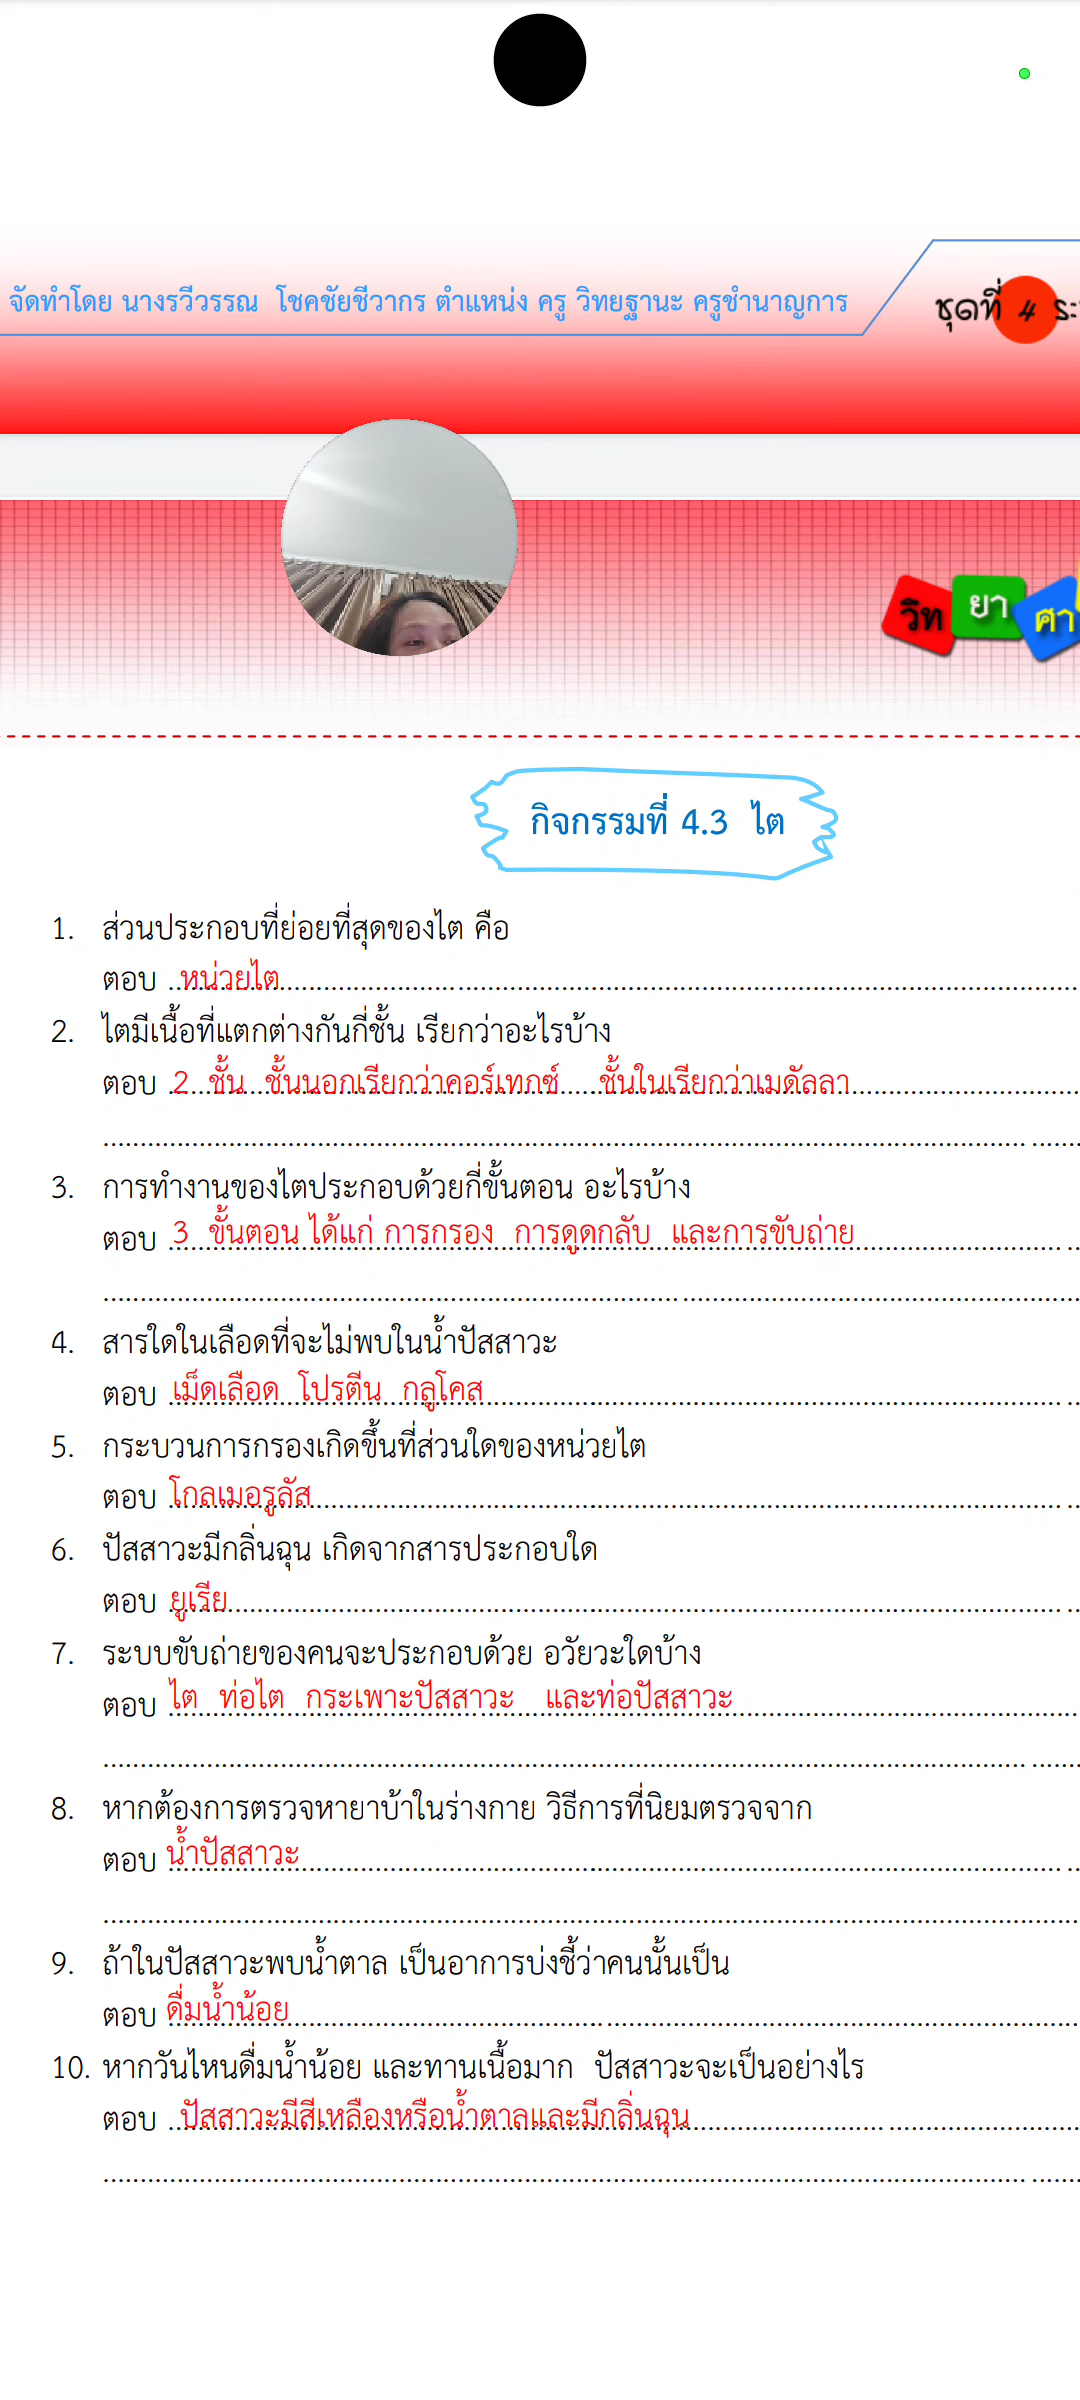 จัดทำโดย นางรวีวรรณ โชคชัยชีวากร ตำแหน่ง ครู วิทยฐานะ ครูชำนาญการ
ชุดที่ 4 ระ
วิท ยา ศา
กิจกรรมที่ 4.3 ไต
1. ส่วนประกอบที่ย่อยที่สุดของไต คือ
ตอบ หน่วยไต
2. ไตมีเนื้อที่แตกต่างกันกี่ชั้น เรียกว่าอะไรบ้าง
ตอบ 2 ชั้น ชั้นนอกเรียกว่าคอร์เทกซ์ ชั้นในเรียกว่าเมดัลลา
3. การทำงานของไตประกอบด้วยกี่ขั้นตอน อะไรบ้าง
ตอบ 3 ขั้นตอน ได้แก่ การกรอง การดูดกลับ และการขับถ่าย
4. สารใดในเลือดที่จะไม่พบในน้ำปัสสาวะ
ตอบ เม็ดเลือด โปรตีน กลูโคส
5. กระบวนการกรองเกิดขึ้นที่ส่วนใดของหน่วยไต
ตอบ โกลเมอรูลัส
6. ปัสสาวะมีกลิ่นฉุน เกิดจากสารประกอบใด
ตอบ ยูเรีย
7. ระบบขับถ่ายของคนจะประกอบด้วย อวัยวะใดบ้าง
ตอบ ไต ท่อไต กระเพาะปัสสาวะ และท่อปัสสาวะ
8. หากต้องการตรวจหายาบ้าในร่างกาย วิธีการที่นิยมตรวจจาก
ตอบ น้ำปัสสาวะ
9. ถ้าในปัสสาวะพบน้ำตาล เป็นอาการบ่งชี้ว่าคนนั้นเป็น
ตอบ ดื่มน้ำน้อย
10. หากวันไหนดื่มน้ำน้อย และทานเนื้อมาก ปัสสาวะจะเป็นอย่างไร
ตอบ ปัสสาวะมีสีเหลืองหรือน้ำตาลและมีกลิ่นฉุน